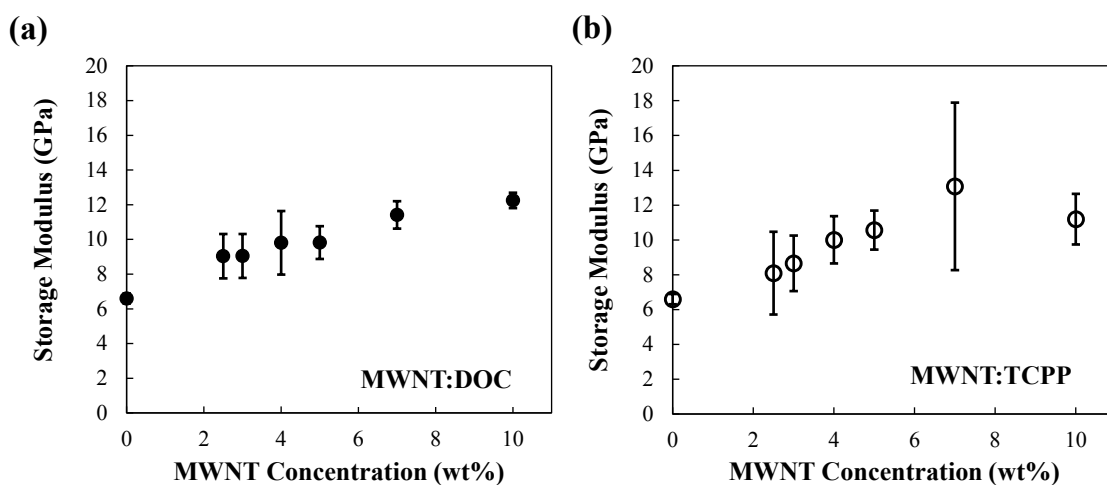 (a)
20
18
16
14
12
10
8
6
4
2
0
Storage Modulus (GPa)
MWNT:DOC
0 2 4 6 8 10
MWNT Concentration (wt%)
(b)
20
18
16
14
12
10
8
6
4
2
0
Storage Modulus (GPa)
MWNT:TCPP
0 2 4 6 8 10
MWNT Concentration (wt%)